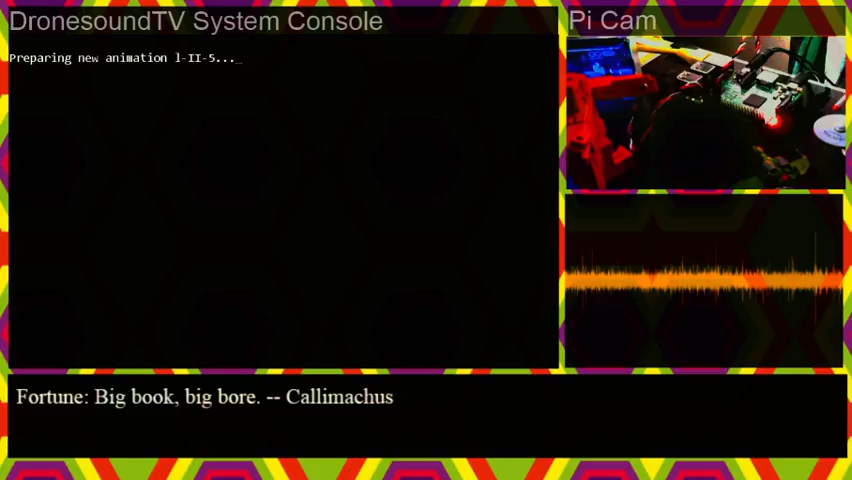 DronesoundTV System Console
Pi Cam
Preparing new animation l-II-5..._
Fortune: Big book, big bore. -- Callimachus